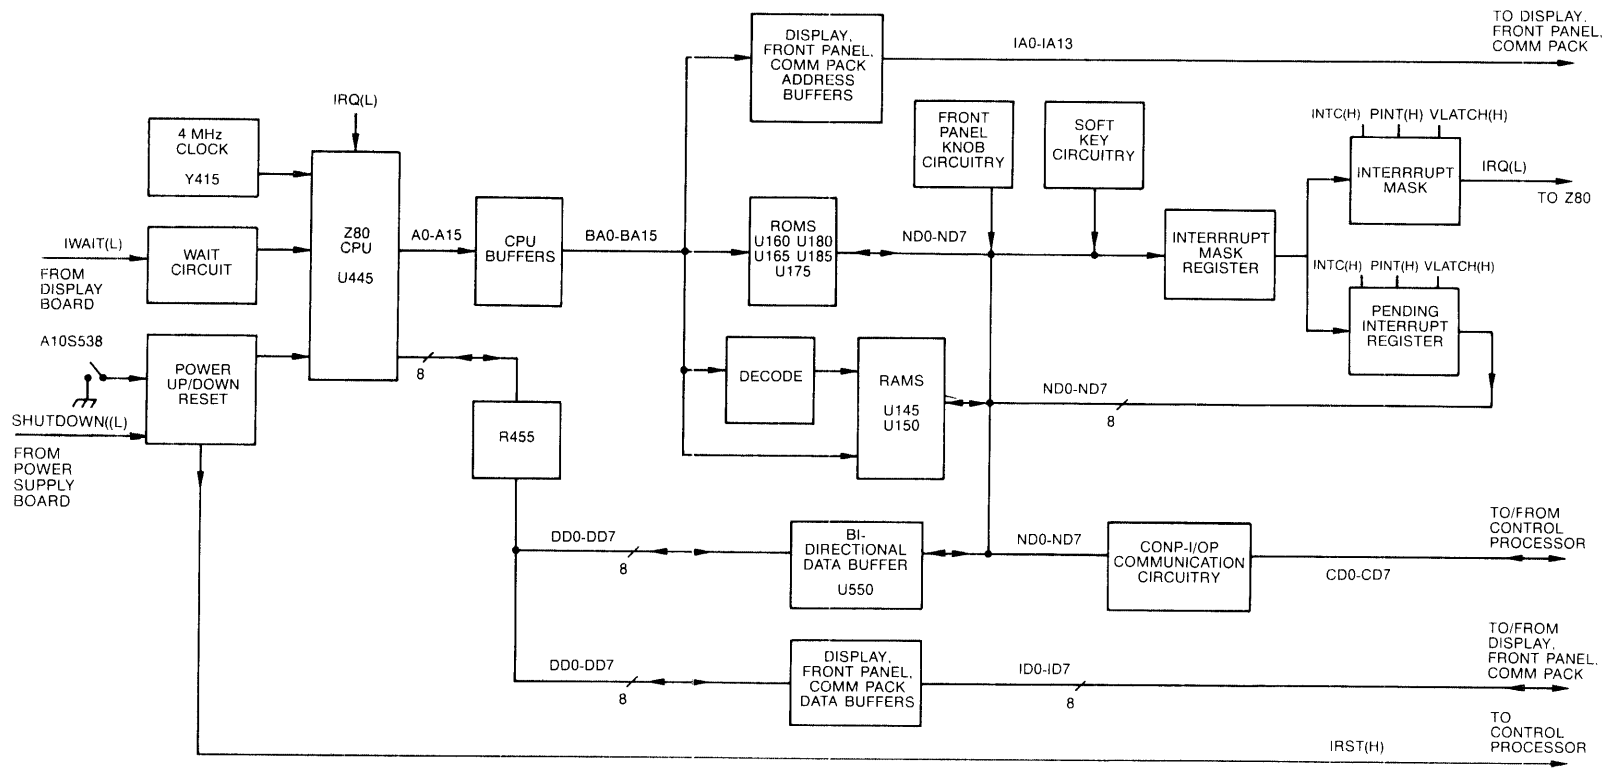 TO DISPLAY,
FRONT PANEL,
COMM PACK
DISPLAY,
FRONT PANEL,
COMM PACK
ADDRESS
BUFFERS
IA0-IA13
IRQ(L)
4 MHz
CLOCK
Y415
FRONT
PANEL
KNOB
CIRCUITRY
SOFT
KEY
CIRCUITRY
INTC(H) PINT(H) VLATCH(H)
INTERRRUPT
MASK
IRQ(L)
TO Z80
IWAIT(L)
FROM
DISPLAY
BOARD
WAIT
CIRCUIT
Z80
CPU
U445
A0-A15
CPU
BUFFERS
BA0-BA15
ROMS
U160 U180
U165 U185
U175
ND0-ND7
INTERRRUPT
MASK
REGISTER
INTC(H) PINT(H) VLATCH(H)
PENDING
INTERRUPT
REGISTER
A10S538
POWER
UP/DOWN
RESET
SHUTDOWN((L)
FROM
POWER
SUPPLY
BOARD
8
R455
DECODE
RAMS
U145
U150
ND0-ND7
8
DD0-DD7
8
BI-
DIRECTIONAL
DATA BUFFER
U550
ND0-ND7
CONP-I/OP
COMMUNICATION
CIRCUITRY
CD0-CD7
TO/FROM
CONTROL
PROCESSOR
DD0-DD7
8
DISPLAY,
FRONT PANEL,
COMM PACK
DATA BUFFERS
ID0-ID7
8
TO/FROM
DISPLAY,
FRONT PANEL,
COMM PACK
IRST(H)
TO
CONTROL
PROCESSOR